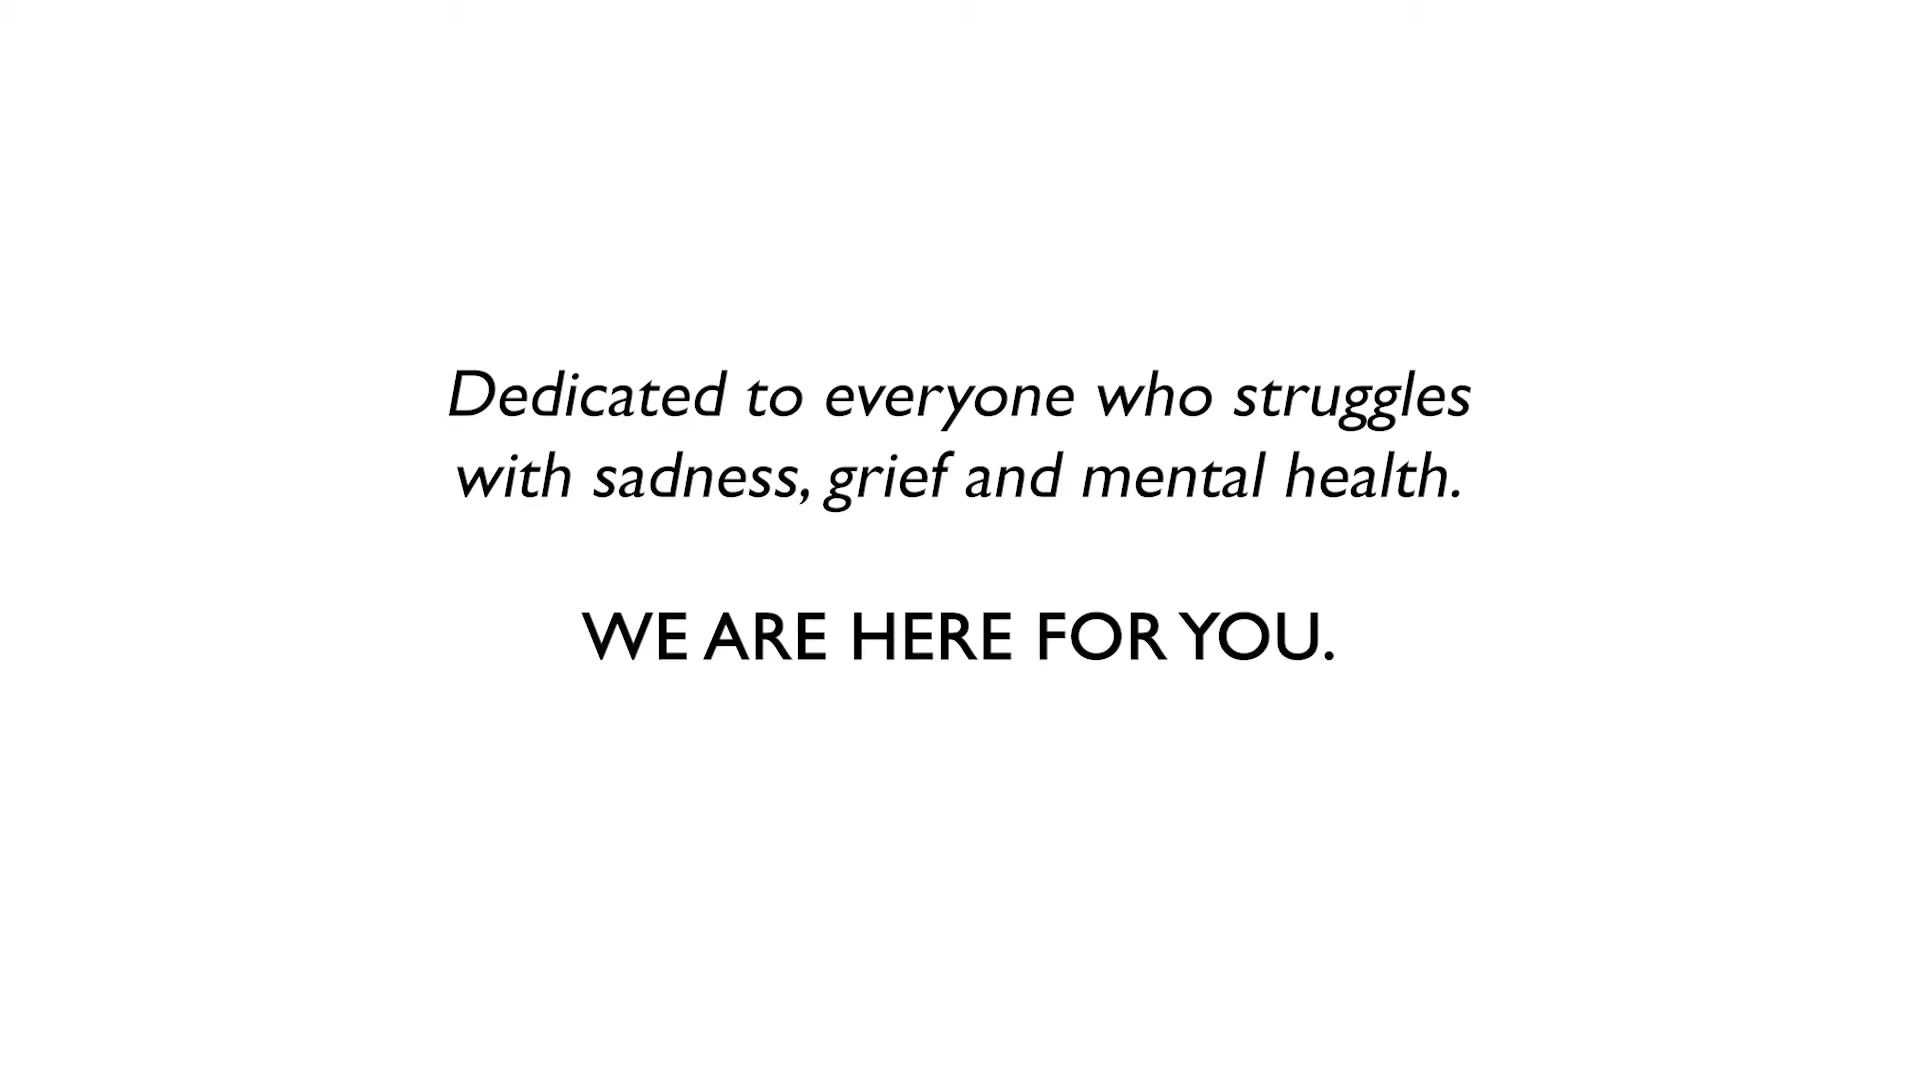 Dedicated to everyone who struggles
with sadness, grief and mental health.
WE ARE HERE FOR YOU.